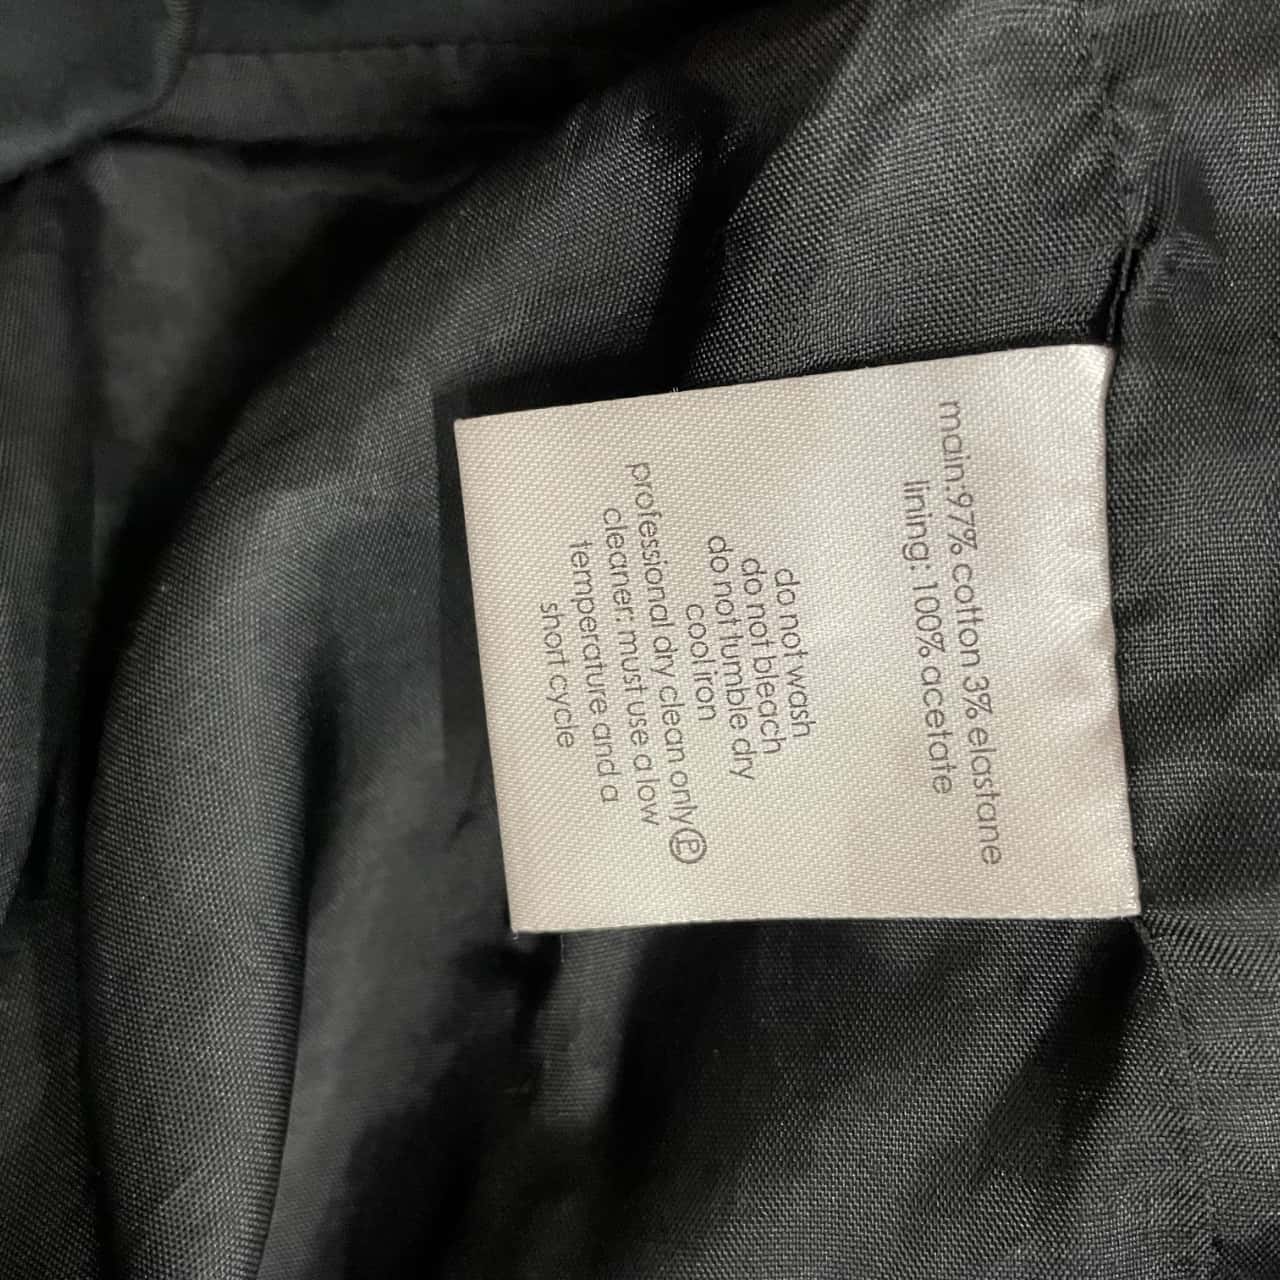 main:97% cotton 3% elastane
lining: 100% acetate
do not wash
do not bleach
do not tumble dry
cool iron
professional dry clean only Ⓟ
cleaner: must use a low
temperature and a
short cycle